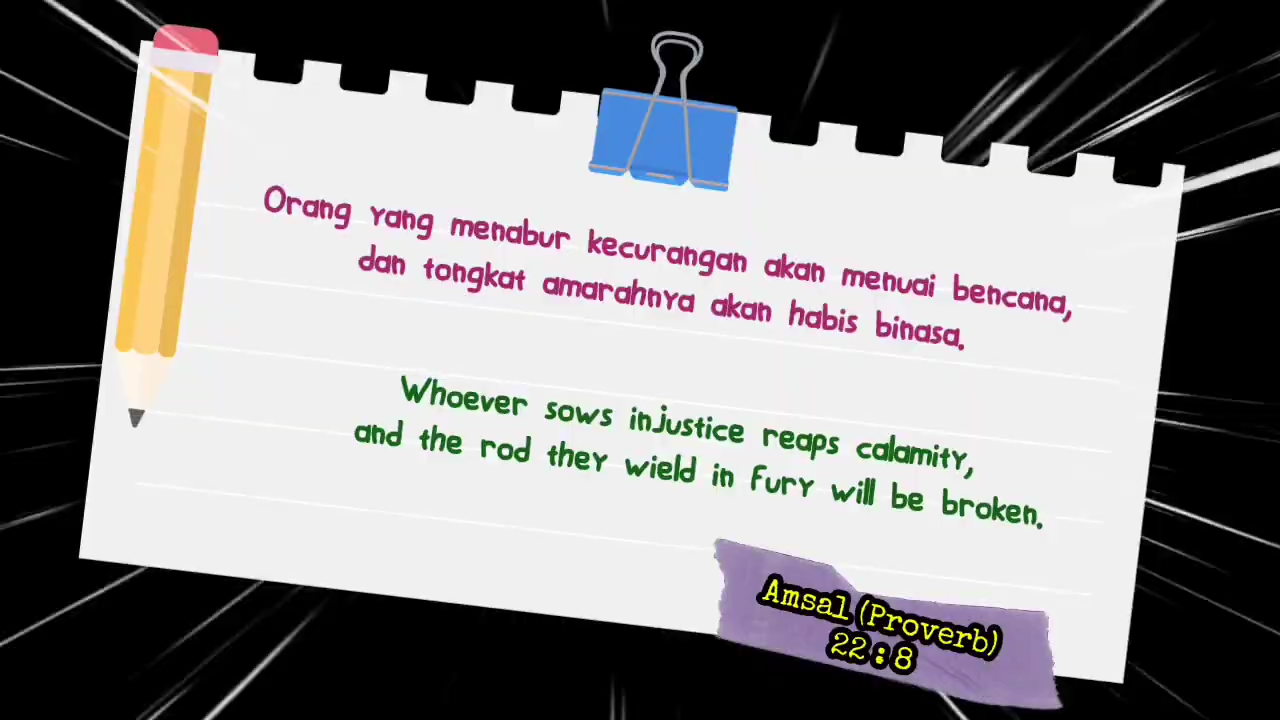 Orang yang menabur kecurangan akan menuai bencana,
dan tongkat amarahnya akan habis binasa.
Whoever sows injustice reaps calamity,
and the rod they wield in fury will be broken.
Amsal (Proverb)
22:8